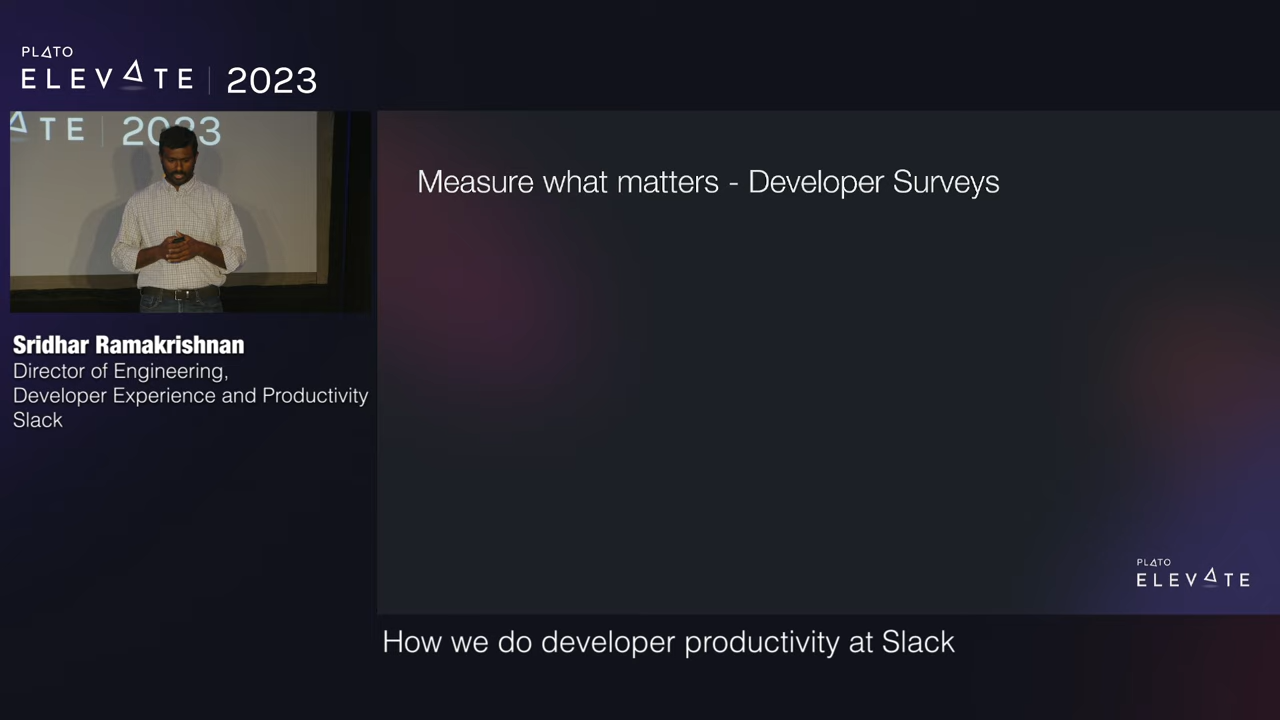 PLATO
ELEVATE | 2023
ATE | 2023
Measure what matters - Developer Surveys
Sridhar Ramakrishnan
Director of Engineering,
Developer Experience and Productivity
Slack
PLATO
ELEVATE
How we do developer productivity at Slack